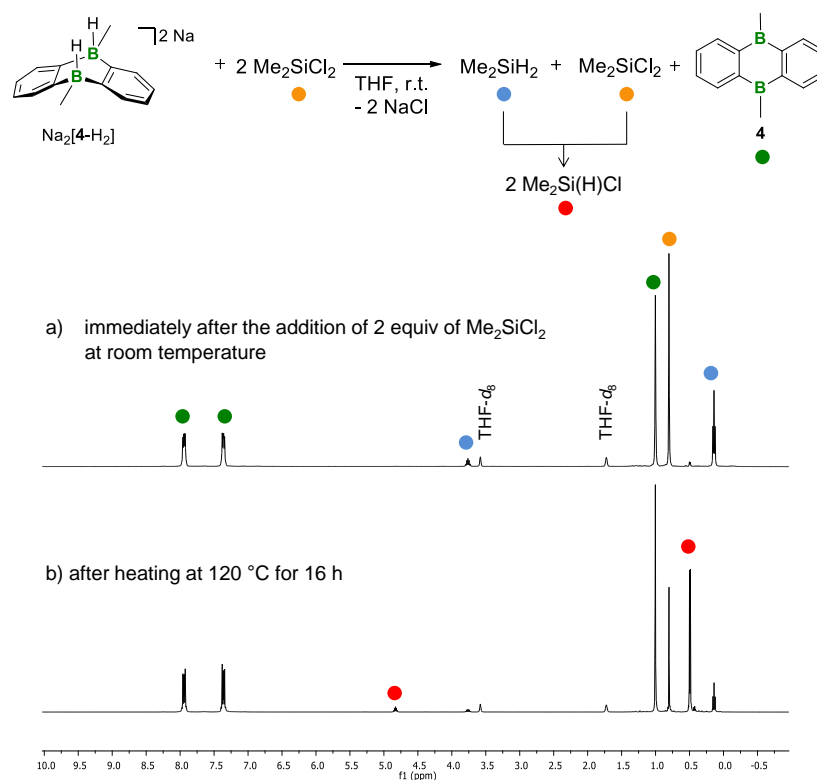 H
H
B
B
2 Na
Na₂[4-H₂]
+ 2 Me₂SiCl₂
THF, r.t.
- 2 NaCl
Me₂SiH₂ + Me₂SiCl₂ +
B
B
4
2 Me₂Si(H)Cl
a) immediately after the addition of 2 equiv of Me₂SiCl₂
at room temperature
THF-d₈
THF-d₈
b) after heating at 120 °C for 16 h
10.0 9.5 9.0 8.5 8.0 7.5 7.0 6.5 6.0 5.5 5.0 4.5 4.0 3.5 3.0 2.5 2.0 1.5 1.0 0.5 0.0 -0.5
f1 (ppm)